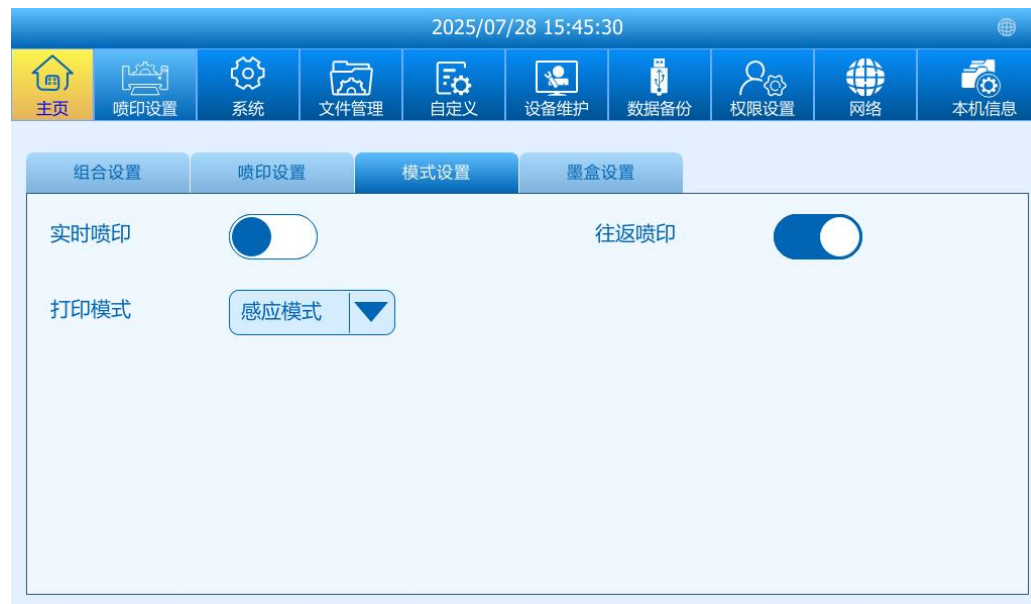 2025/07/28 15:45:30
主页 喷印设置 系统 文件管理 自定义 设备维护 数据备份 权限设置 网络 本机信息
组合设置 喷印设置 模式设置 墨盒设置
实时喷印 往返喷印
打印模式 感应模式